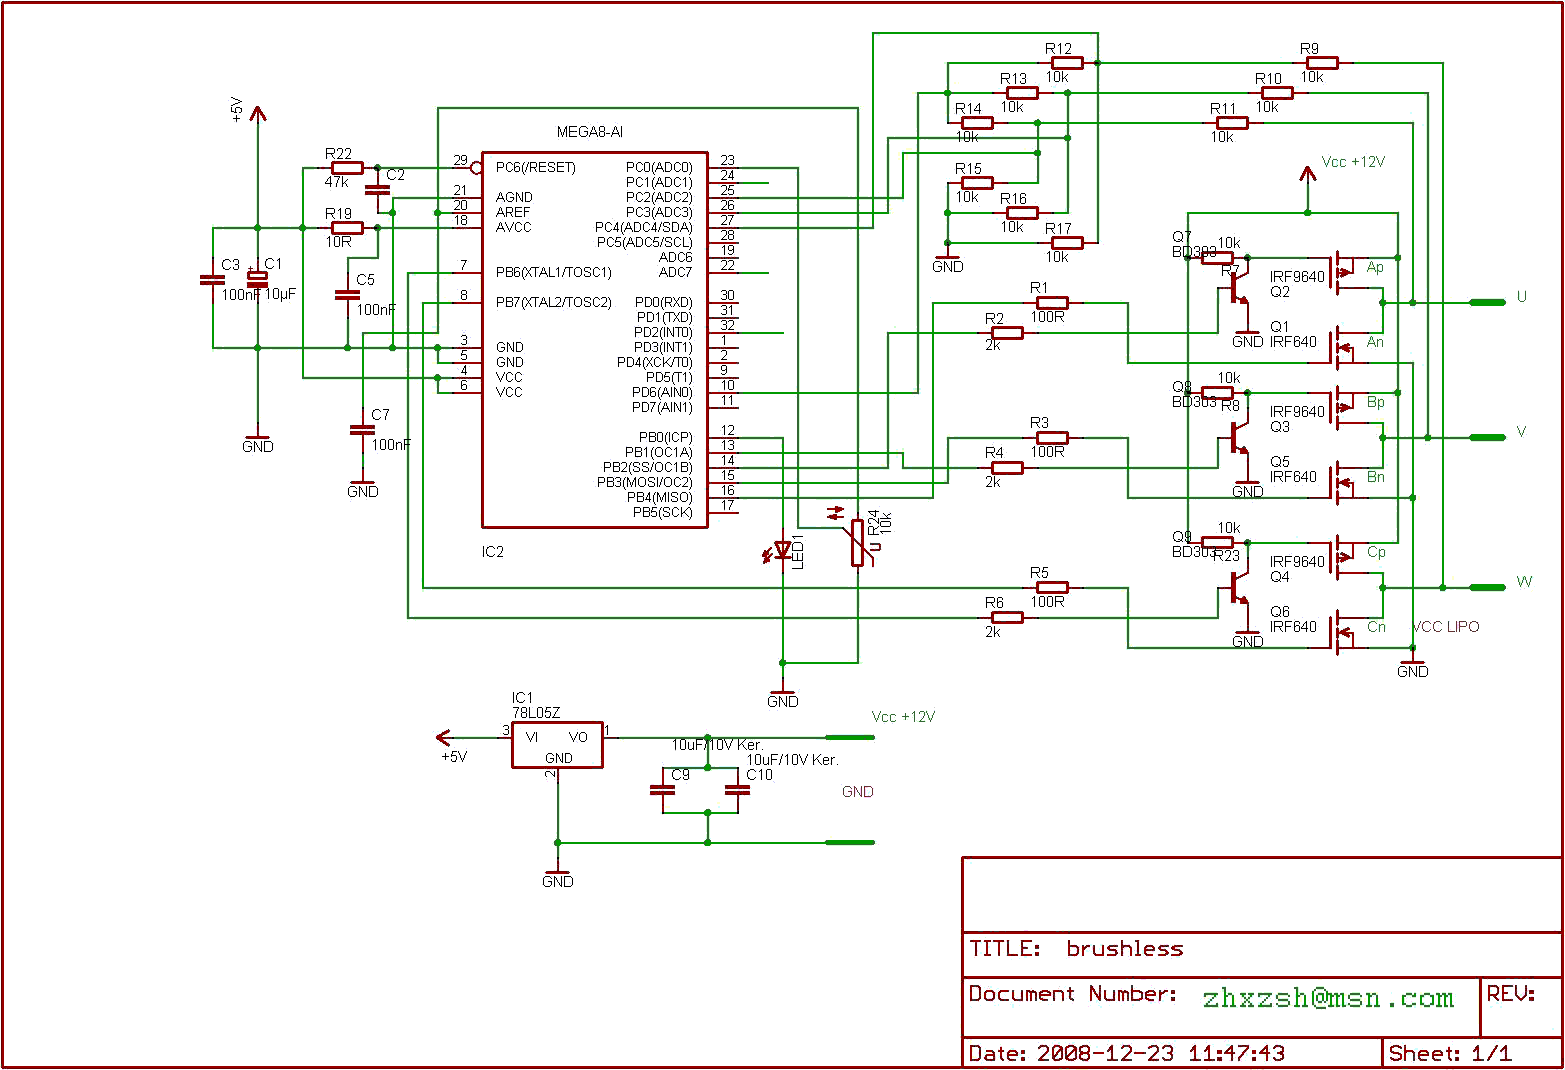 R12
10k
R9
10k
R13
10k
R10
10k
R14
10k
R11
10k
+5V
MEGA8-AI
R22
47k
C2
R19
10R
C3
100nF
C1
+
10µF
C5
100nF
GND
C7
100nF
GND
29 PC6(/RESET) PC0(ADC0) 23
PC1(ADC1) 24
21 AGND PC2(ADC2) 25
20 AREF PC3(ADC3) 26
18 AVCC PC4(ADC4/SDA) 27
PC5(ADC5/SCL) 28
ADC6 19
7 PB6(XTAL1/TOSC1) ADC7 22
8 PB7(XTAL2/TOSC2) PD0(RXD) 30
PD1(TXD) 31
PD2(INT0) 32
3 GND PD3(INT1) 1
5 GND PD4(XCK/T0) 2
4 VCC PD5(T1) 9
6 VCC PD6(AIN0) 10
PD7(AIN1) 11
PB0(ICP) 12
PB1(OC1A) 13
PB2(SS/OC1B) 14
PB3(MOSI/OC2) 15
PB4(MISO) 16
PB5(SCK) 17
IC2
R15
10k
R16
10k
R17
10k
GND
Vcc +12V
R1
100R
R2
2k
Q7
BD303
10k
R7
IRF9640
Q2
Ap
U
GND
Q1
IRF640
An
R3
100R
R4
2k
Q8
BD303
10k
R8
IRF9640
Q3
Bp
V
GND
Q5
IRF640
Bn
R5
100R
R6
2k
Q9
BD303
10k
R23
IRF9640
Q4
Cp
W
GND
Q6
IRF640
Cn
VCC LIPO
GND
LED1
R24
10k
U
GND
IC1
78L05Z
3 VI VO 1
GND
2
+5V
Vcc +12V
10uF/10V Ker.
10uF/10V Ker.
C9
C10
GND
GND
TITLE: brushless
Document Number: zhxzsh@msn.com
REV:
Date: 2008-12-23 11:47:43
Sheet: 1/1